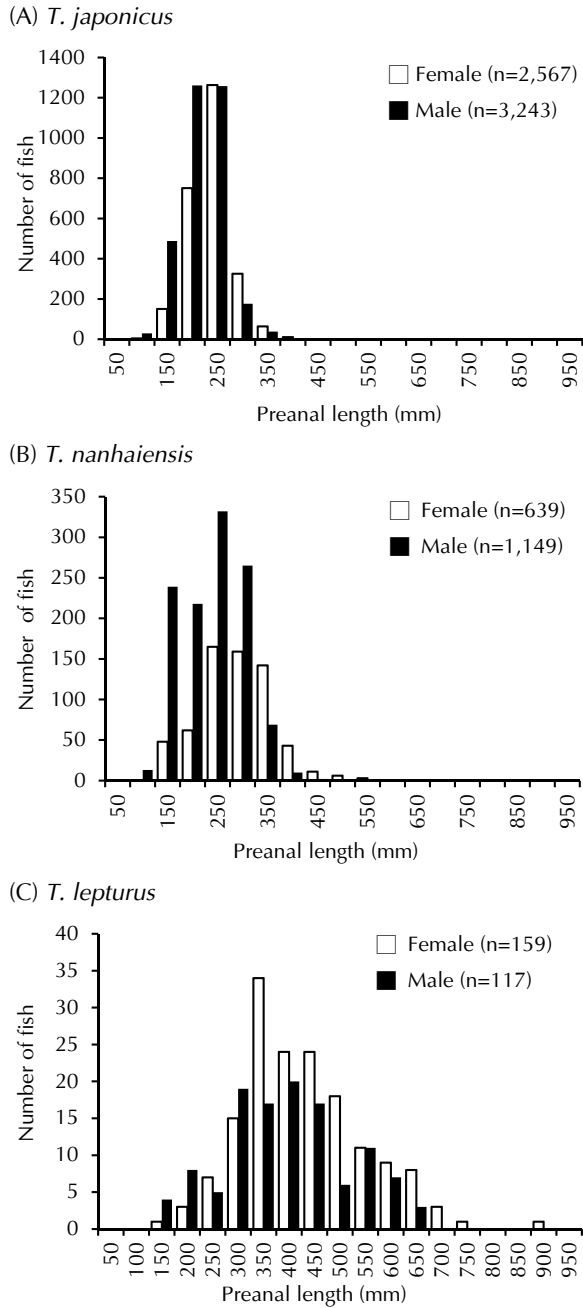 (A) T. japonicus
1400
1200
1000
800
600
400
200
0
Number of fish
Female (n=2,567)
Male (n=3,243)
50 150 250 350 450 550 650 750 850 950
Preanal length (mm)
(B) T. nanhaiensis
350
300
250
200
150
100
50
0
Number of fish
Female (n=639)
Male (n=1,149)
50 150 250 350 450 550 650 750 850 950
Preanal length (mm)
(C) T. lepturus
40
35
30
25
20
15
10
5
0
Number of fish
Female (n=159)
Male (n=117)
50 100 150 200 250 300 350 400 450 500 550 600 650 700 750 800 850 900 950
Preanal length (mm)